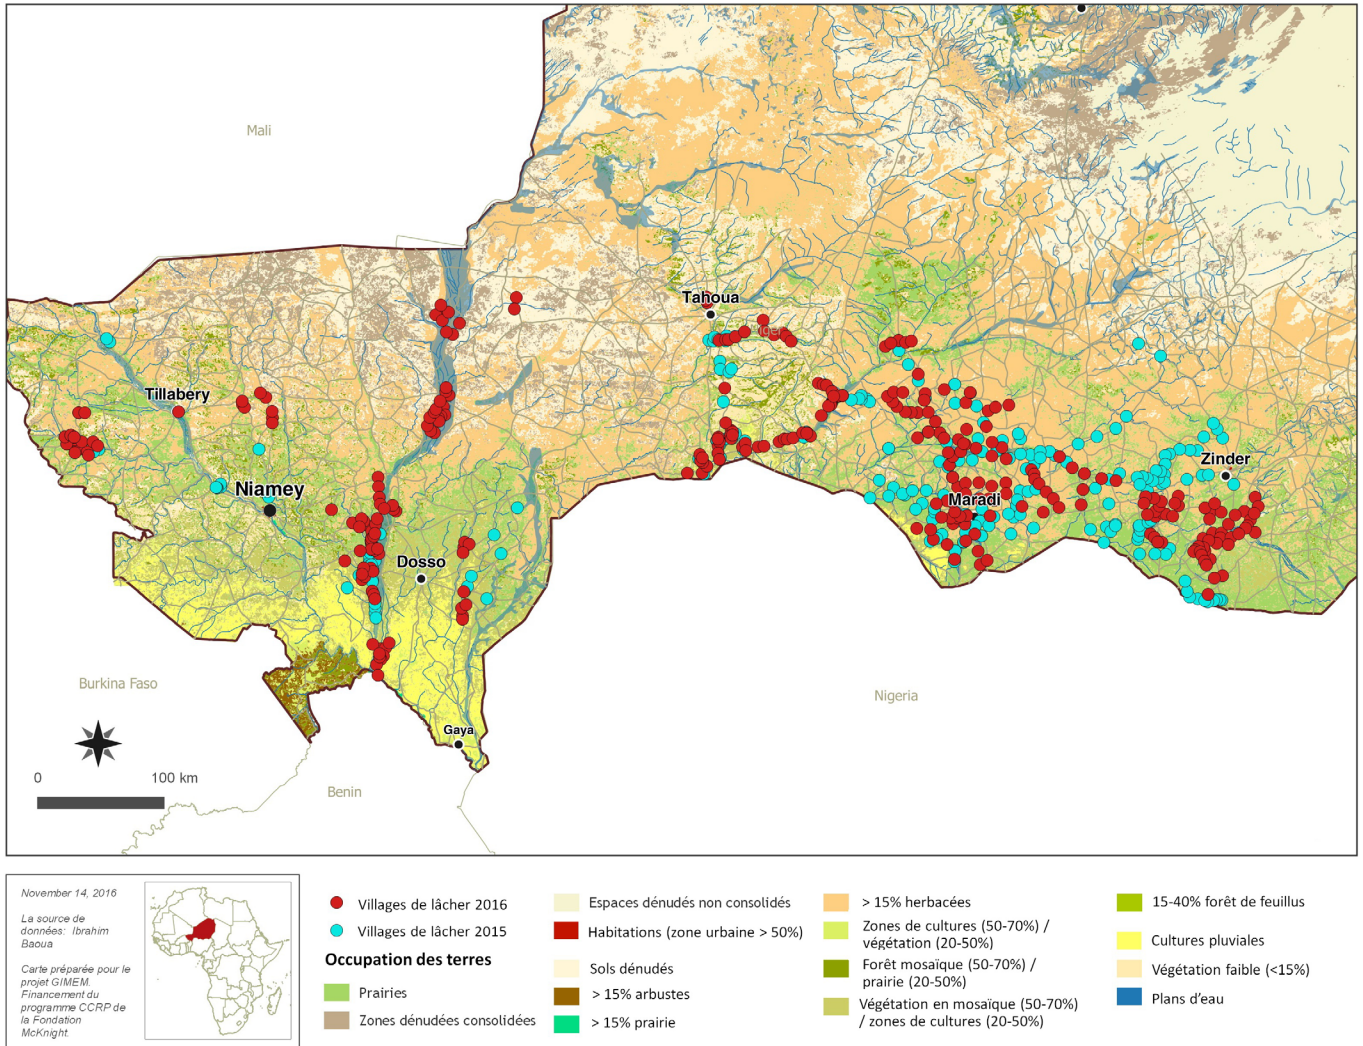 Mali
Tahoua
Niger
Tillabery
Zinder
Niamey
Maradi
Dosso
Burkina Faso
Nigeria
Gaya
0 100 km
Benin
November 14, 2016
La source de
données: Ibrahim
Baoua
Carte préparée pour le
projet GIMEM.
Financement du
programme CCRP de
la Fondation
McKnight.
Villages de lâcher 2016
Villages de lâcher 2015
Occupation des terres
Prairies
Zones dénudées consolidées
Espaces dénudés non consolidés
Habitations (zone urbaine > 50%)
Sols dénudés
> 15% arbustes
> 15% prairie
> 15% herbacées
Zones de cultures (50-70%) /
végétation (20-50%)
Forêt mosaïque (50-70%) /
prairie (20-50%)
Végétation en mosaïque (50-70%)
/ zones de cultures (20-50%)
15-40% forêt de feuillus
Cultures pluviales
Végétation faible (<15%)
Plans d'eau